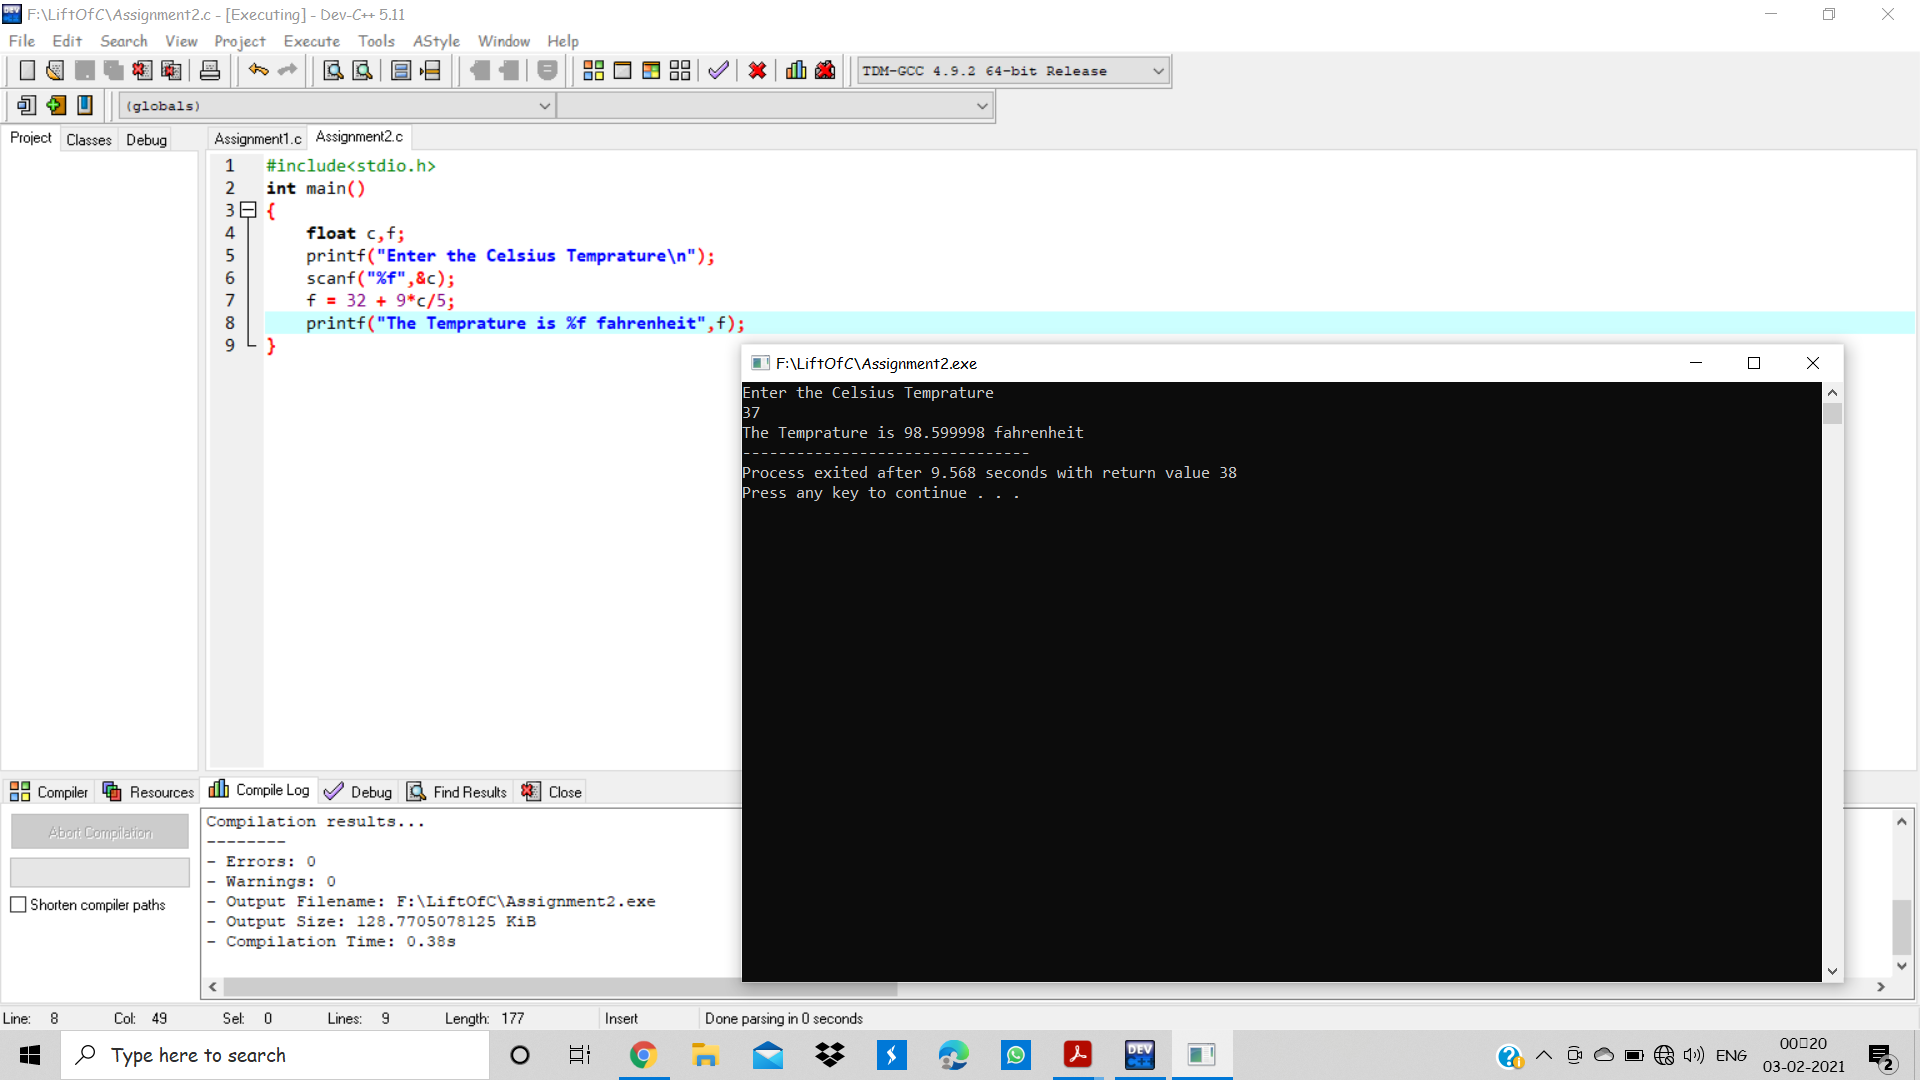 F:\LiftOfC\Assignment2.c - [Executing] - Dev-C++ 5.11
File Edit Search View Project Execute Tools AStyle Window Help
TDM-GCC 4.9.2 64-bit Release
(globals)
Project Classes Debug Assignment1.c Assignment2.c
1 #include<stdio.h>
2 int main()
3 {
4 float c,f;
5 printf("Enter the Celsius Temprature\n");
6 scanf("%f",&c);
7 f = 32 + 9*c/5;
8 printf("The Temprature is %f fahrenheit",f);
9 }
F:\LiftOfC\Assignment2.exe
Enter the Celsius Temprature
37
The Temprature is 98.599998 fahrenheit
--------------------------------
Process exited after 9.568 seconds with return value 38
Press any key to continue . . .
Compiler Resources Compile Log Debug Find Results Close
Abort Compilation
Shorten compiler paths
Compilation results...
--------
- Errors: 0
- Warnings: 0
- Output Filename: F:\LiftOfC\Assignment2.exe
- Output Size: 128.7705078125 KiB
- Compilation Time: 0.38s
Line: 8 Col: 49 Sel: 0 Lines: 9 Length: 177 Insert Done parsing in 0 seconds
Type here to search
DEV C++
ENG
00▯20
03-02-2021
2